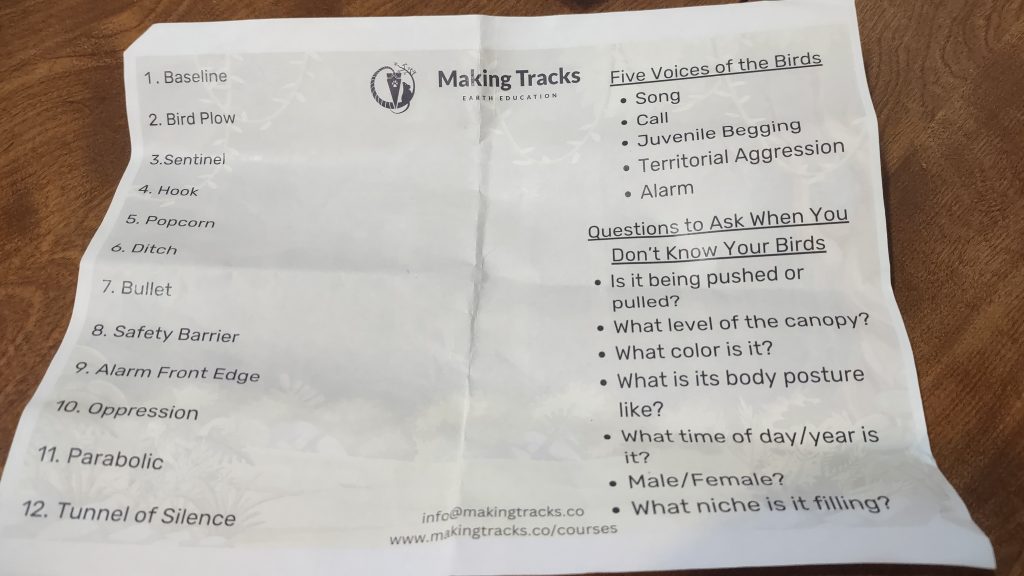 1. Baseline
2. Bird Plow
3.Sentinel
4. Hook
5. Popcorn
6. Ditch
7. Bullet
8. Safety Barrier
9. Alarm Front Edge
10. Oppression
11. Parabolic
12. Tunnel of Silence
Making Tracks
EARTH EDUCATION
info@makingtracks.co
www.makingtracks.co/courses
Five Voices of the Birds
• Song
• Call
• Juvenile Begging
• Territorial Aggression
• Alarm
Questions to Ask When You
Don't Know Your Birds
• Is it being pushed or
pulled?
• What level of the canopy?
• What color is it?
• What is its body posture
like?
• What time of day/year is
it?
• Male/Female?
• What niche is it filling?